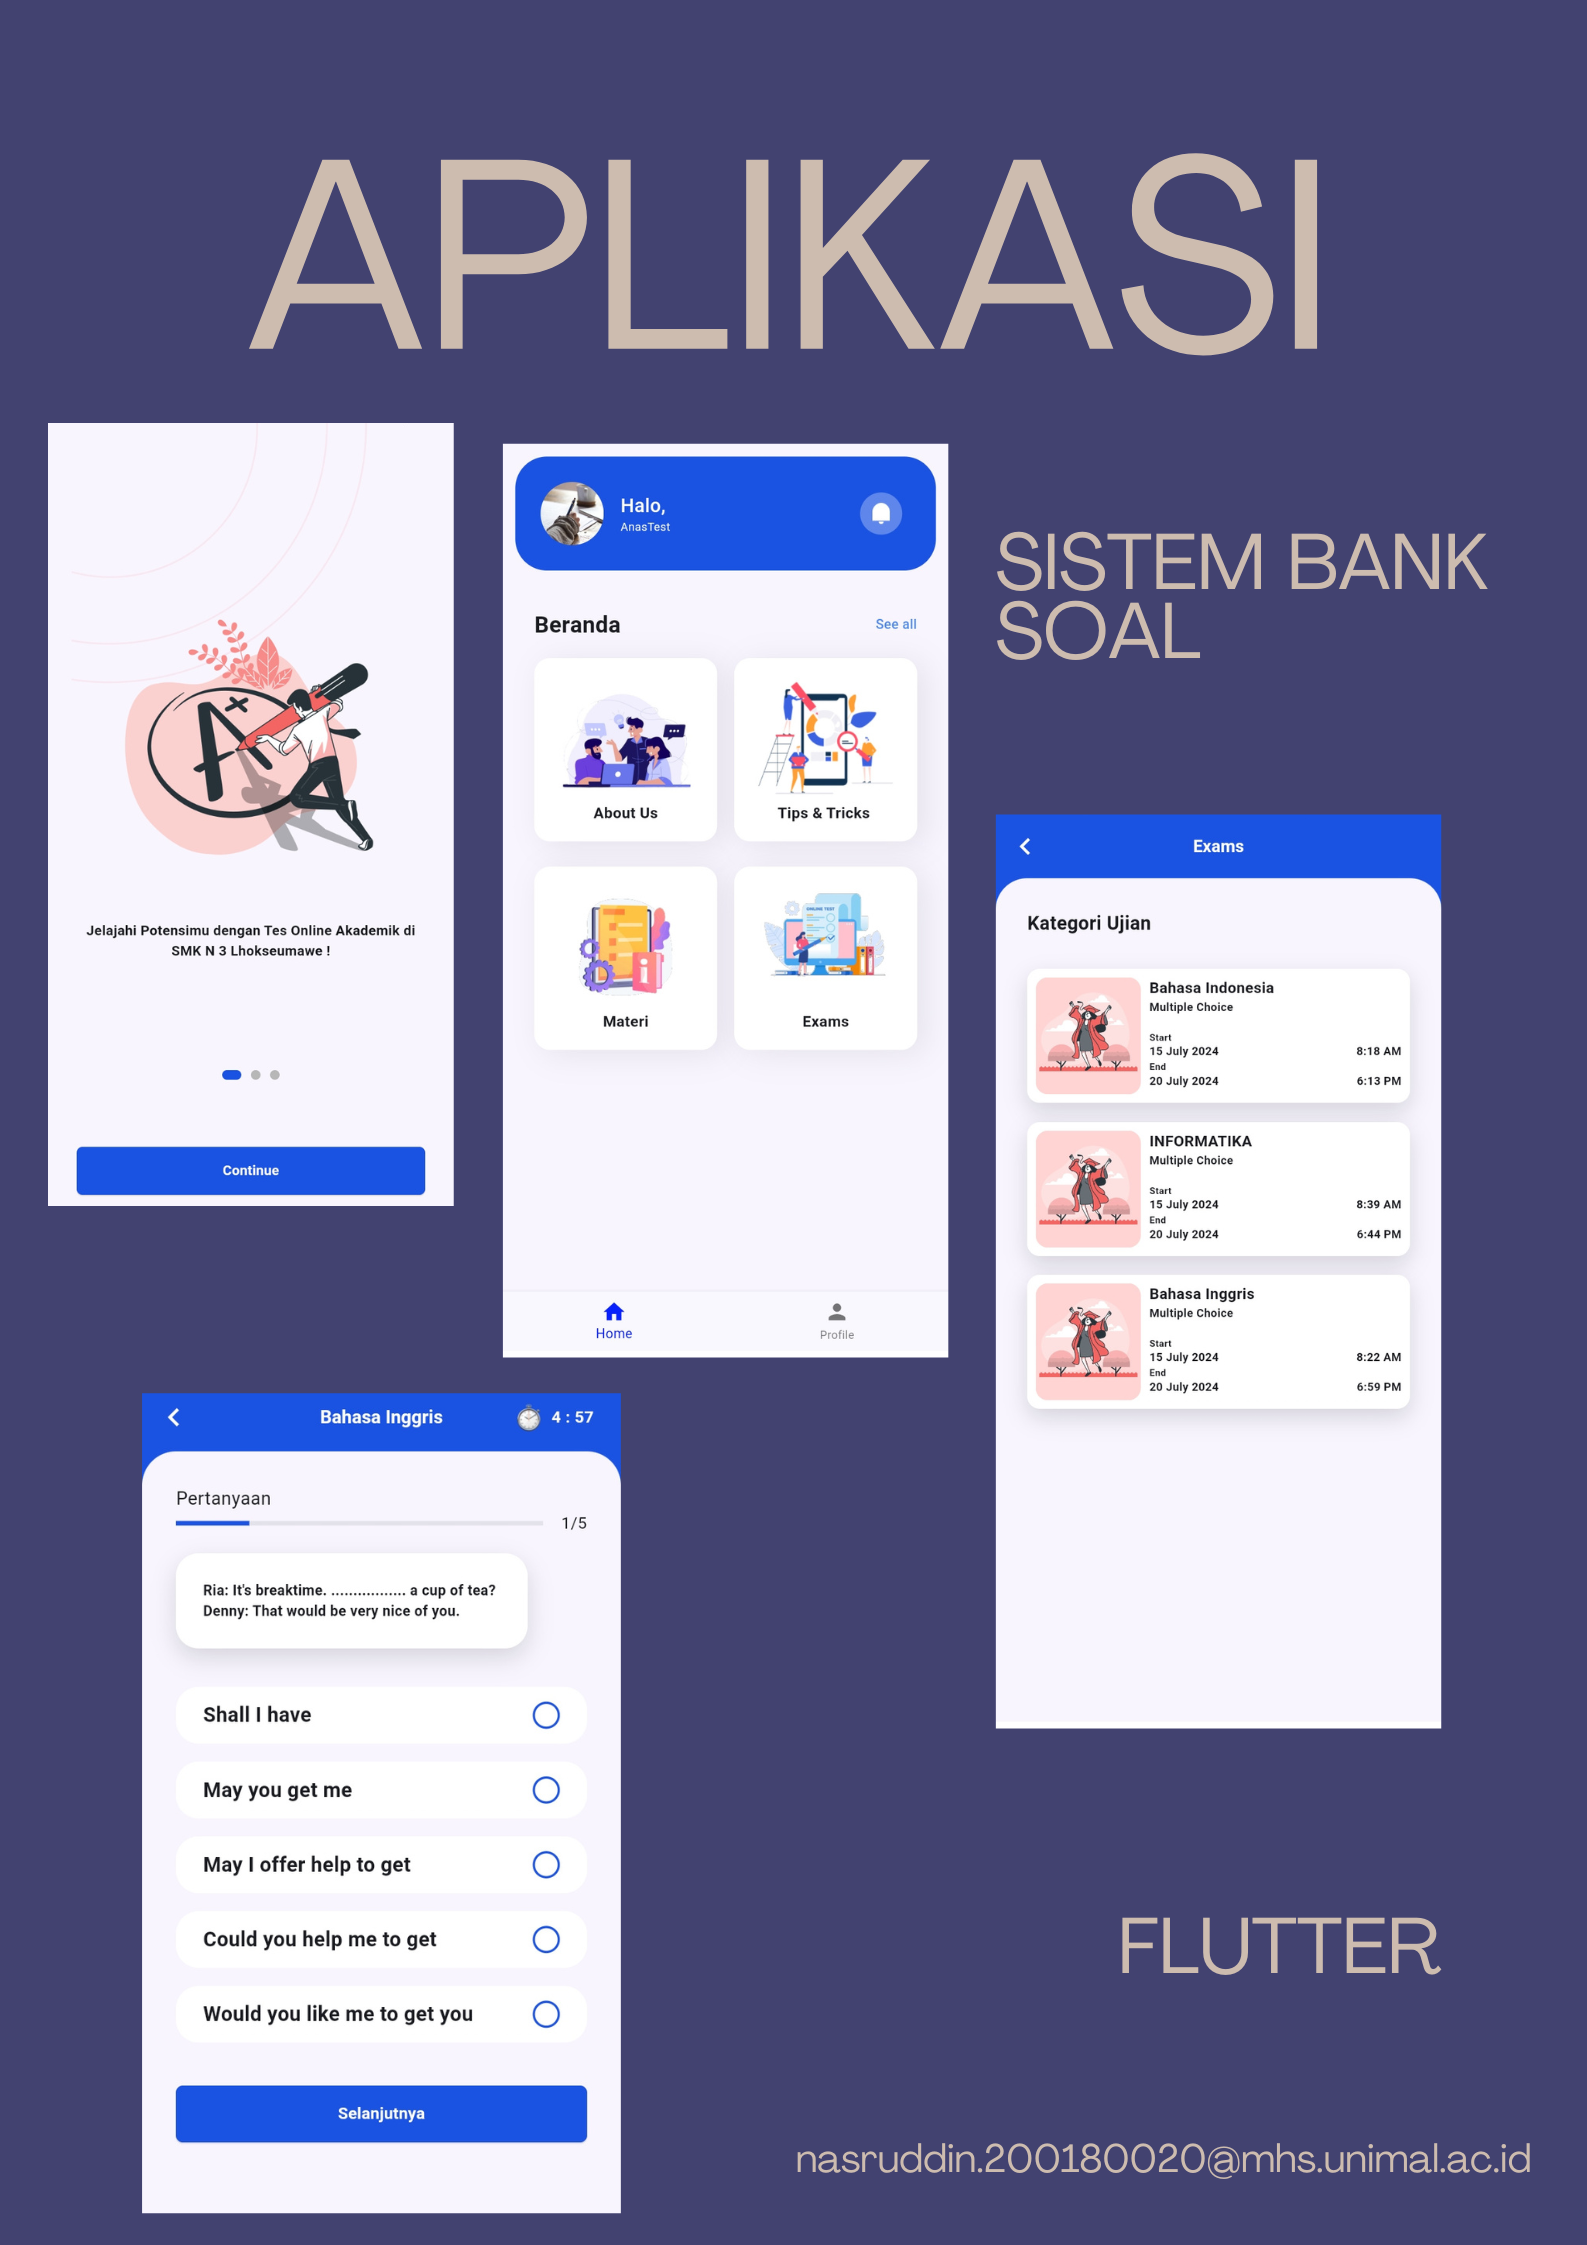 APLIKASI
Jelajahi Potensimu dengan Tes Online Akademik di
SMK N 3 Lhokseumawe !
Continue
Halo,
AnasTest
Beranda
See all
About Us
Tips & Tricks
ONLINE TEST
Materi
Exams
Home
Profile
SISTEM BANK
SOAL
Exams
Kategori Ujian
Bahasa Indonesia
Multiple Choice
Start
15 July 2024 8:18 AM
End
20 July 2024 6:13 PM
INFORMATIKA
Multiple Choice
Start
15 July 2024 8:39 AM
End
20 July 2024 6:44 PM
Bahasa Inggris
Multiple Choice
Start
15 July 2024 8:22 AM
End
20 July 2024 6:59 PM
Bahasa Inggris 4 : 57
Pertanyaan
1/5
Ria: It's breaktime. ................. a cup of tea?
Denny: That would be very nice of you.
Shall I have
May you get me
May I offer help to get
Could you help me to get
Would you like me to get you
Selanjutnya
FLUTTER
nasruddin.200180020@mhs.unimal.ac.id